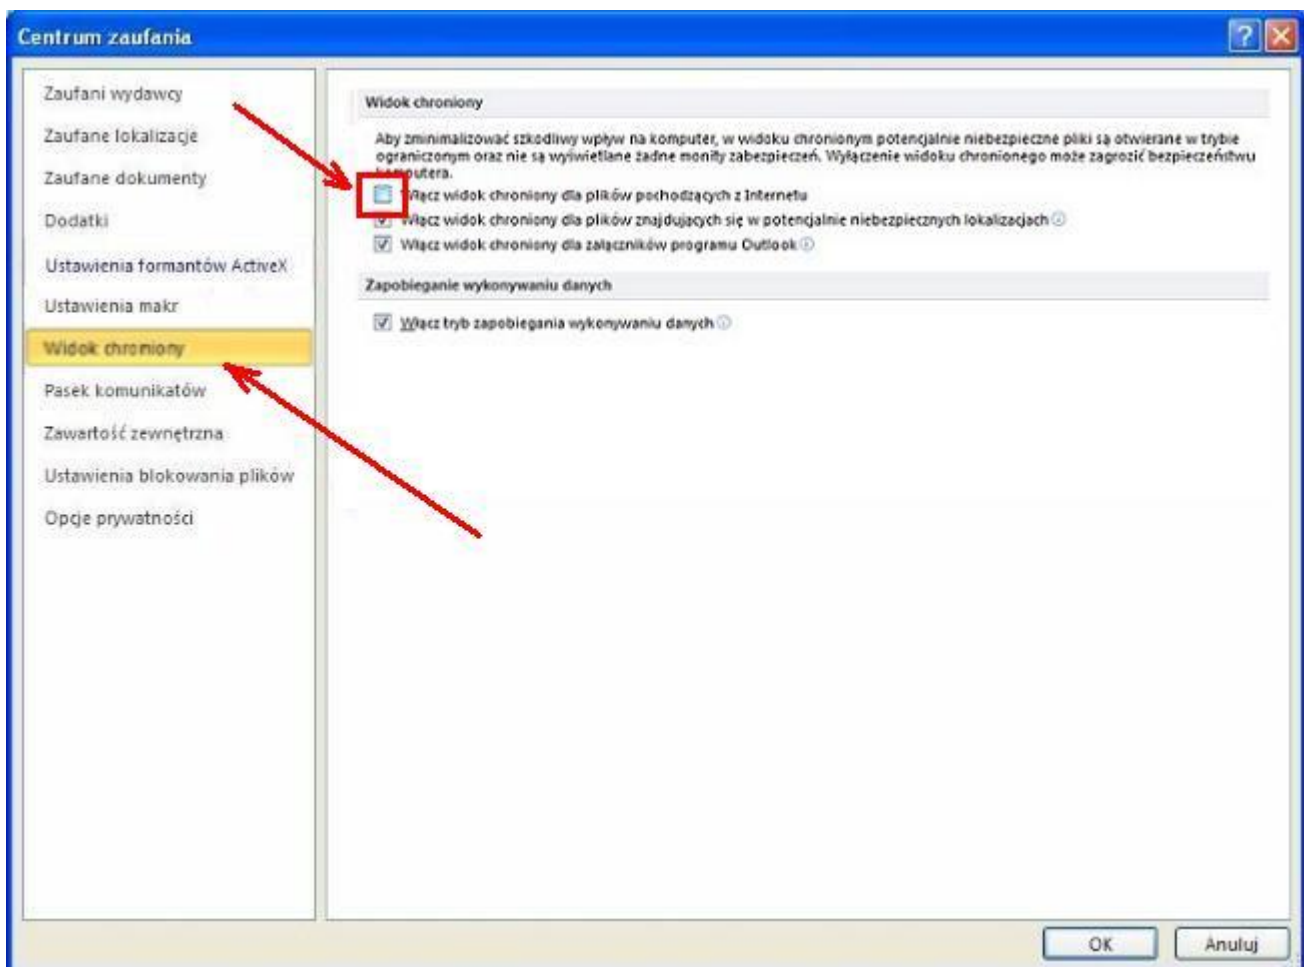 Centrum zaufania
Zaufani wydawcy
Zaufane lokalizacje
Zaufane dokumenty
Dodatki
Ustawienia formantów ActiveX
Ustawienia makr
Widok chroniony
Pasek komunikatów
Zawartość zewnętrzna
Ustawienia blokowania plików
Opcje prywatności
Widok chroniony
Aby zminimalizować szkodliwy wpływ na komputer, w widoku chronionym potencjalnie niebezpieczne pliki są otwierane w trybie
ograniczonym oraz nie są wyświetlane żadne monity zabezpieczeń. Wyłączenie widoku chronionego może zagrozić bezpieczeństwu
komputera.
Włącz widok chroniony dla plików pochodzących z Internetu
Włącz widok chroniony dla plików znajdujących się w potencjalnie niebezpiecznych lokalizacjach
Włącz widok chroniony dla załączników programu Outlook
Zapobieganie wykonywaniu danych
Włącz tryb zapobiegania wykonywaniu danych
OK
Anuluj